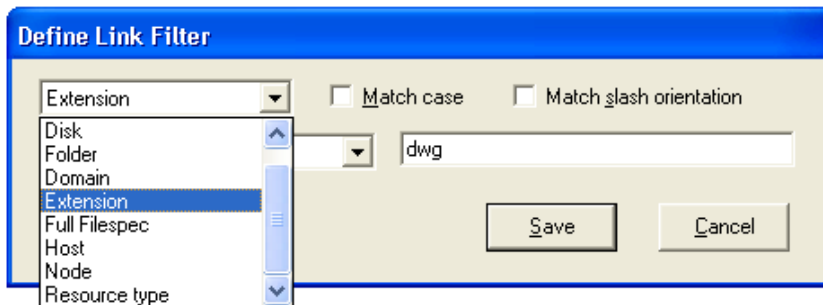 Define Link Filter
Extension
Match case
Match slash orientation
Disk
Folder
Domain
Extension
Full Filespec
Host
Node
Resource type
dwg
Save
Cancel